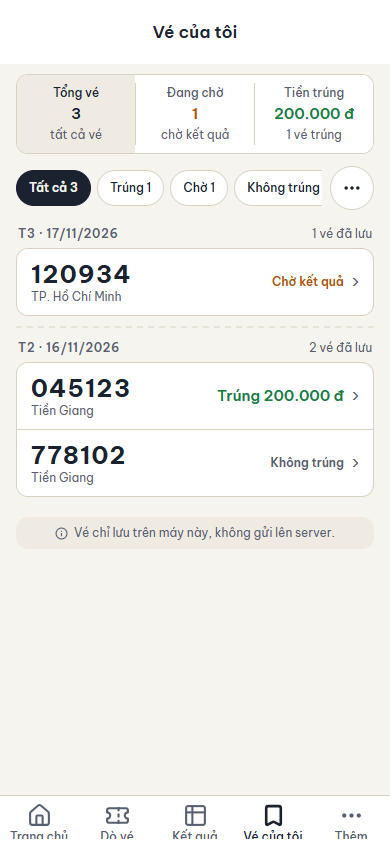 Vé của tôi
Tổng vé
3
tất cả vé
Đang chờ
1
chờ kết quả
Tiền trúng
200.000 đ
1 vé trúng
Tất cả 3
Trúng 1
Chờ 1
Không trúng
T3 · 17/11/2026
1 vé đã lưu
120934
TP. Hồ Chí Minh
Chờ kết quả
T2 · 16/11/2026
2 vé đã lưu
045123
Tiền Giang
Trúng 200.000 đ
778102
Tiền Giang
Không trúng
Vé chỉ lưu trên máy này, không gửi lên server.
Trang chủ
Dò vé
Kết quả
Vé của tôi
Thêm